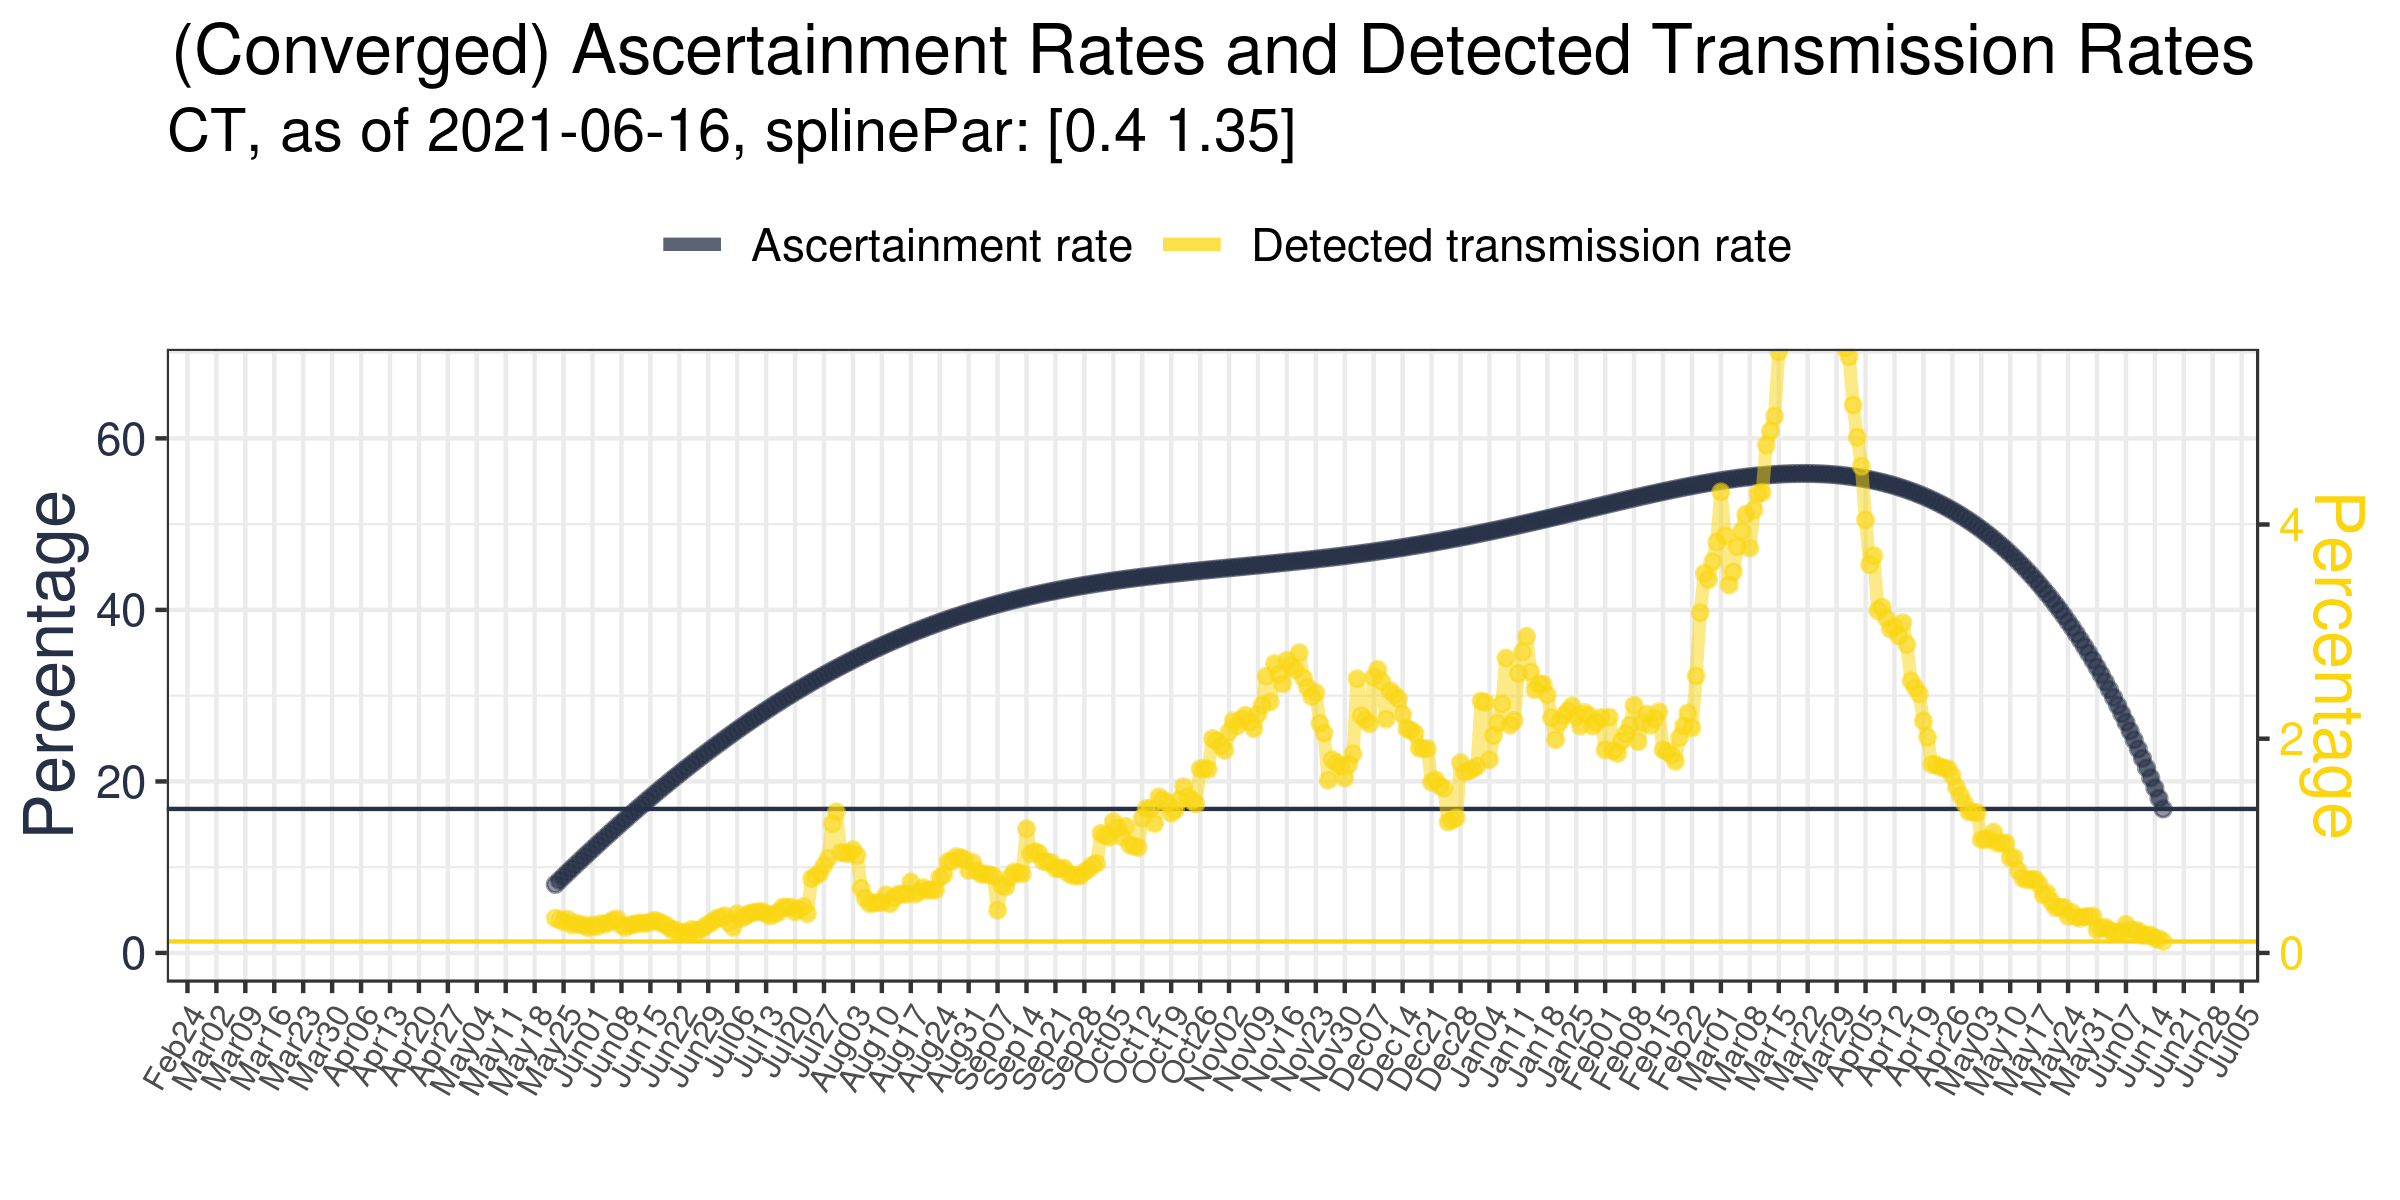 (Converged) Ascertainment Rates and Detected Transmission Rates
CT, as of 2021-06-16, splinePar: [0.4 1.35]
Ascertainment rate
Detected transmission rate
Percentage
60
40
20
0
4
2
0
Percentage
Feb24
Mar02
Mar09
Mar16
Mar23
Mar30
Apr06
Apr13
Apr20
Apr27
May04
May11
May18
May25
Jun01
Jun08
Jun15
Jun22
Jun29
Jul06
Jul13
Jul20
Jul27
Aug03
Aug10
Aug17
Aug24
Aug31
Sep07
Sep14
Sep21
Sep28
Oct05
Oct12
Oct19
Oct26
Nov02
Nov09
Nov16
Nov23
Nov30
Dec07
Dec14
Dec21
Dec28
Jan04
Jan11
Jan18
Jan25
Feb01
Feb08
Feb15
Feb22
Mar01
Mar08
Mar15
Mar22
Mar29
Apr05
Apr12
Apr19
Apr26
May03
May10
May17
May24
May31
Jun07
Jun14
Jun21
Jun28
Jul05